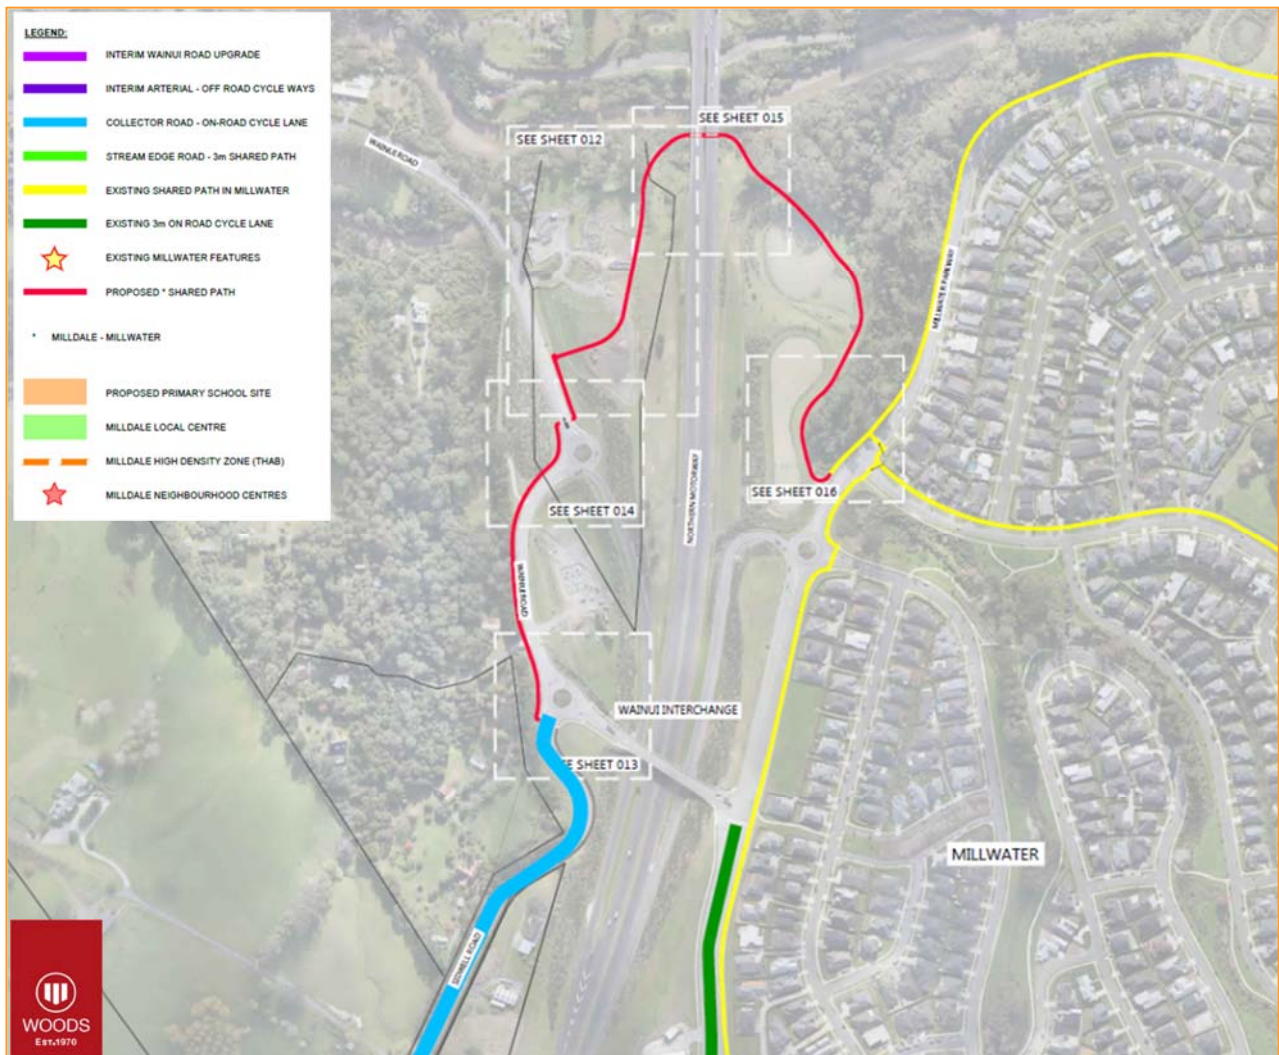 LEGEND:
INTERIM WAINUI ROAD UPGRADE
INTERIM ARTERIAL - OFF ROAD CYCLE WAYS
COLLECTOR ROAD - ON-ROAD CYCLE LANE
STREAM EDGE ROAD - 3m SHARED PATH
EXISTING SHARED PATH IN MILLWATER
EXISTING 3m ON ROAD CYCLE LANE
EXISTING MILLWATER FEATURES
PROPOSED * SHARED PATH
* MILLDALE - MILLWATER
PROPOSED PRIMARY SCHOOL SITE
MILLDALE LOCAL CENTRE
MILLDALE HIGH DENSITY ZONE (THAB)
MILLDALE NEIGHBOURHOOD CENTRES
SEE SHEET 015
SEE SHEET 012
WAINUI ROAD
MILLWATER PARKWAY
SEE SHEET 016
NORTHERN MOTORWAY
SEE SHEET 014
WAINUI ROAD
WAINUI INTERCHANGE
SHEET 013
MILLWATER
SIDWELL ROAD
WOODS
EST.1970